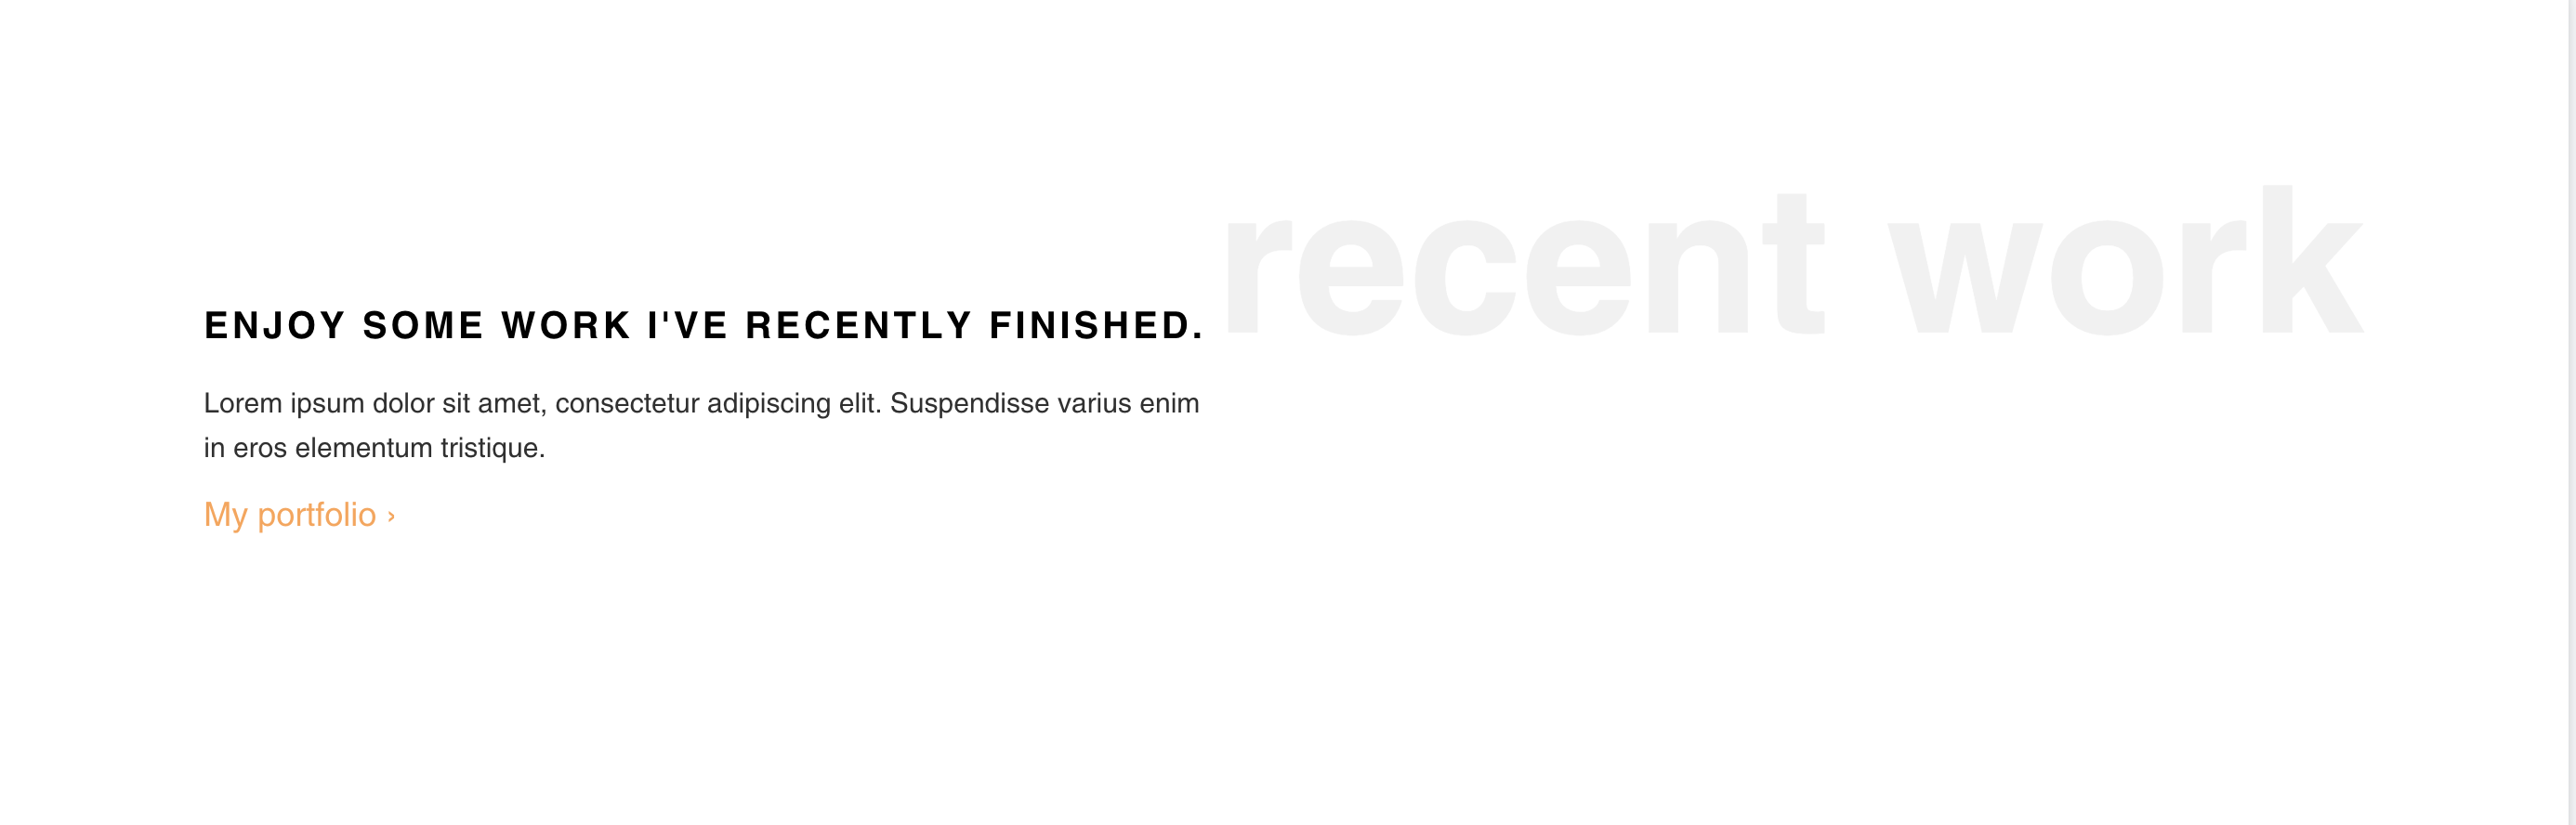 recent work
ENJOY SOME WORK I'VE RECENTLY FINISHED.
Lorem ipsum dolor sit amet, consectetur adipiscing elit. Suspendisse varius enim
in eros elementum tristique.
My portfolio ›